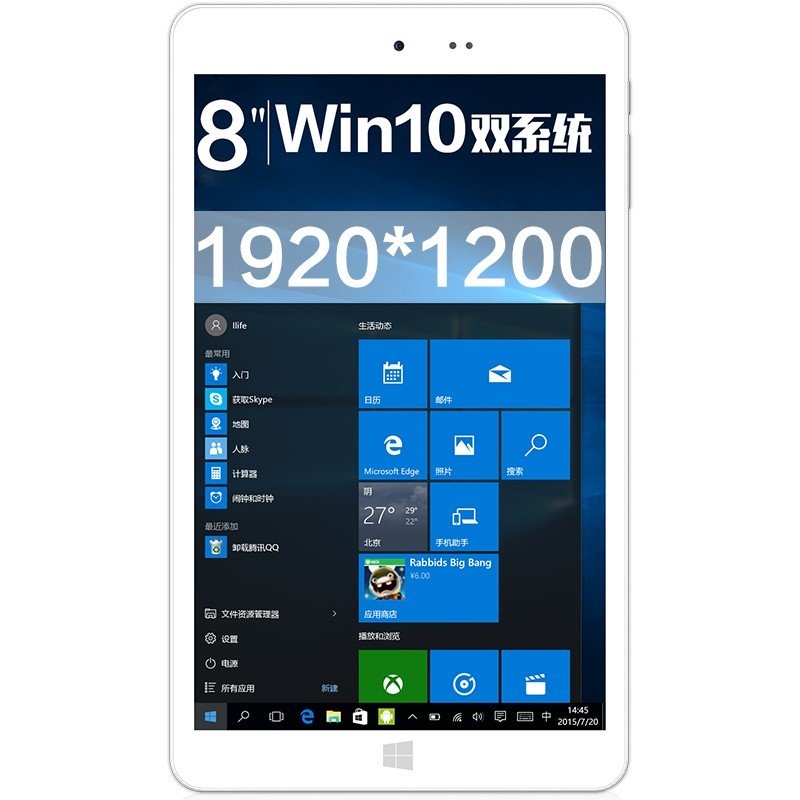 8"|Win10双系统
1920*1200
Ilife
最常用
入门
获取Skype
地图
人脉
计算器
闹钟和时钟
最近添加
卸载腾讯QQ
文件资源管理器
设置
电源
所有应用
新建
生活动态
日历
邮件
Microsoft Edge
照片
搜索
阴
27°
29°
22°
北京
手机助手
Rabbids Big Bang
¥6.00
应用商店
播放和浏览
中
14:45
2015/7/20